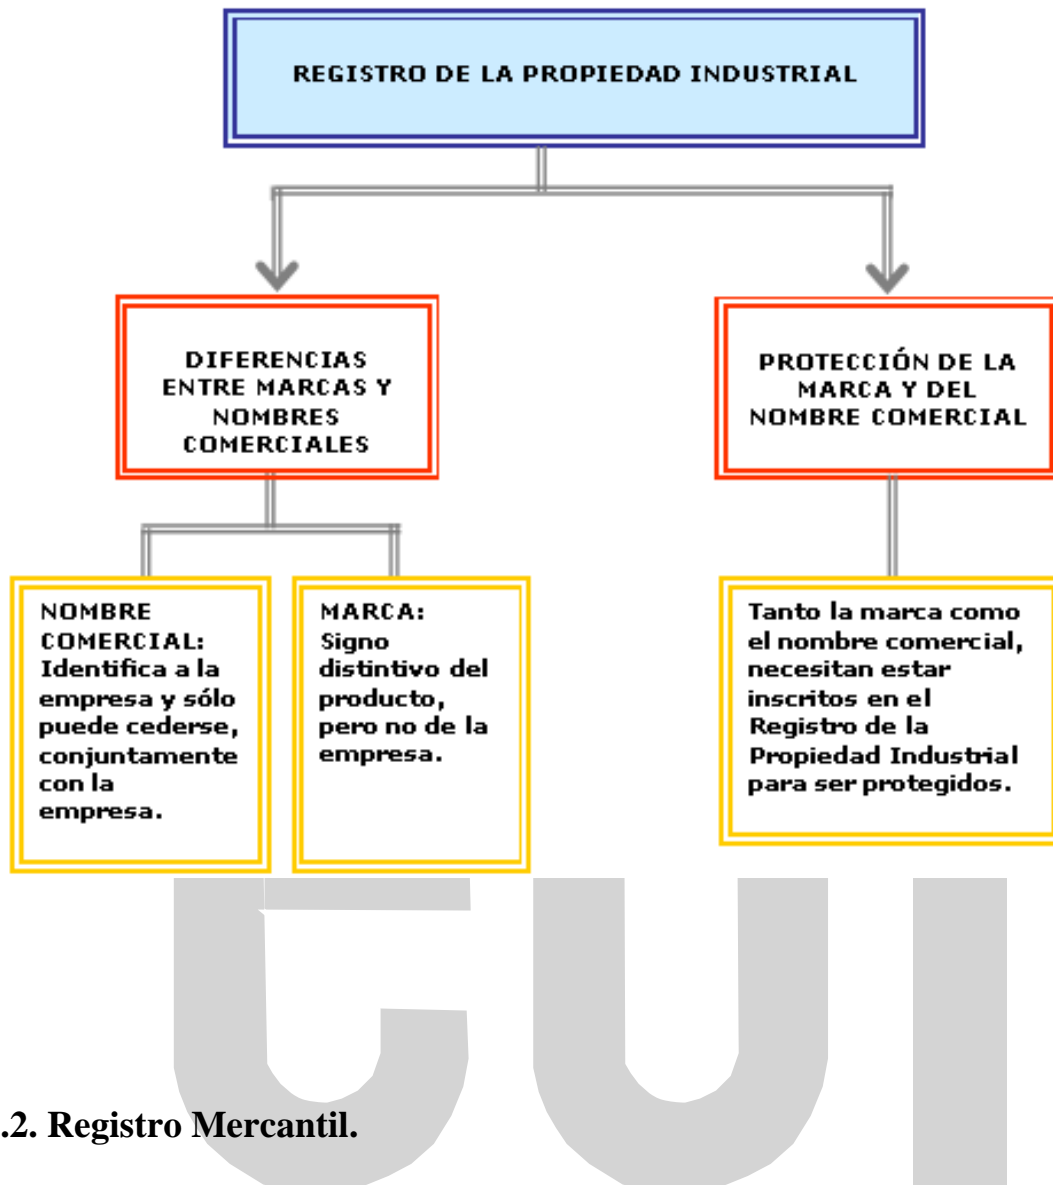 REGISTRO DE LA PROPIEDAD INDUSTRIAL
DIFERENCIAS
ENTRE MARCAS Y
NOMBRES
COMERCIALES
PROTECCIÓN DE LA
MARCA Y DEL
NOMBRE COMERCIAL
NOMBRE
COMERCIAL:
Identifica a la
empresa y sólo
puede cederse,
conjuntamente
con la
empresa.
MARCA:
Signo
distintivo del
producto,
pero no de la
empresa.
Tanto la marca como
el nombre comercial,
necesitan estar
inscritos en el
Registro de la
Propiedad Industrial
para ser protegidos.
.2. Registro Mercantil.